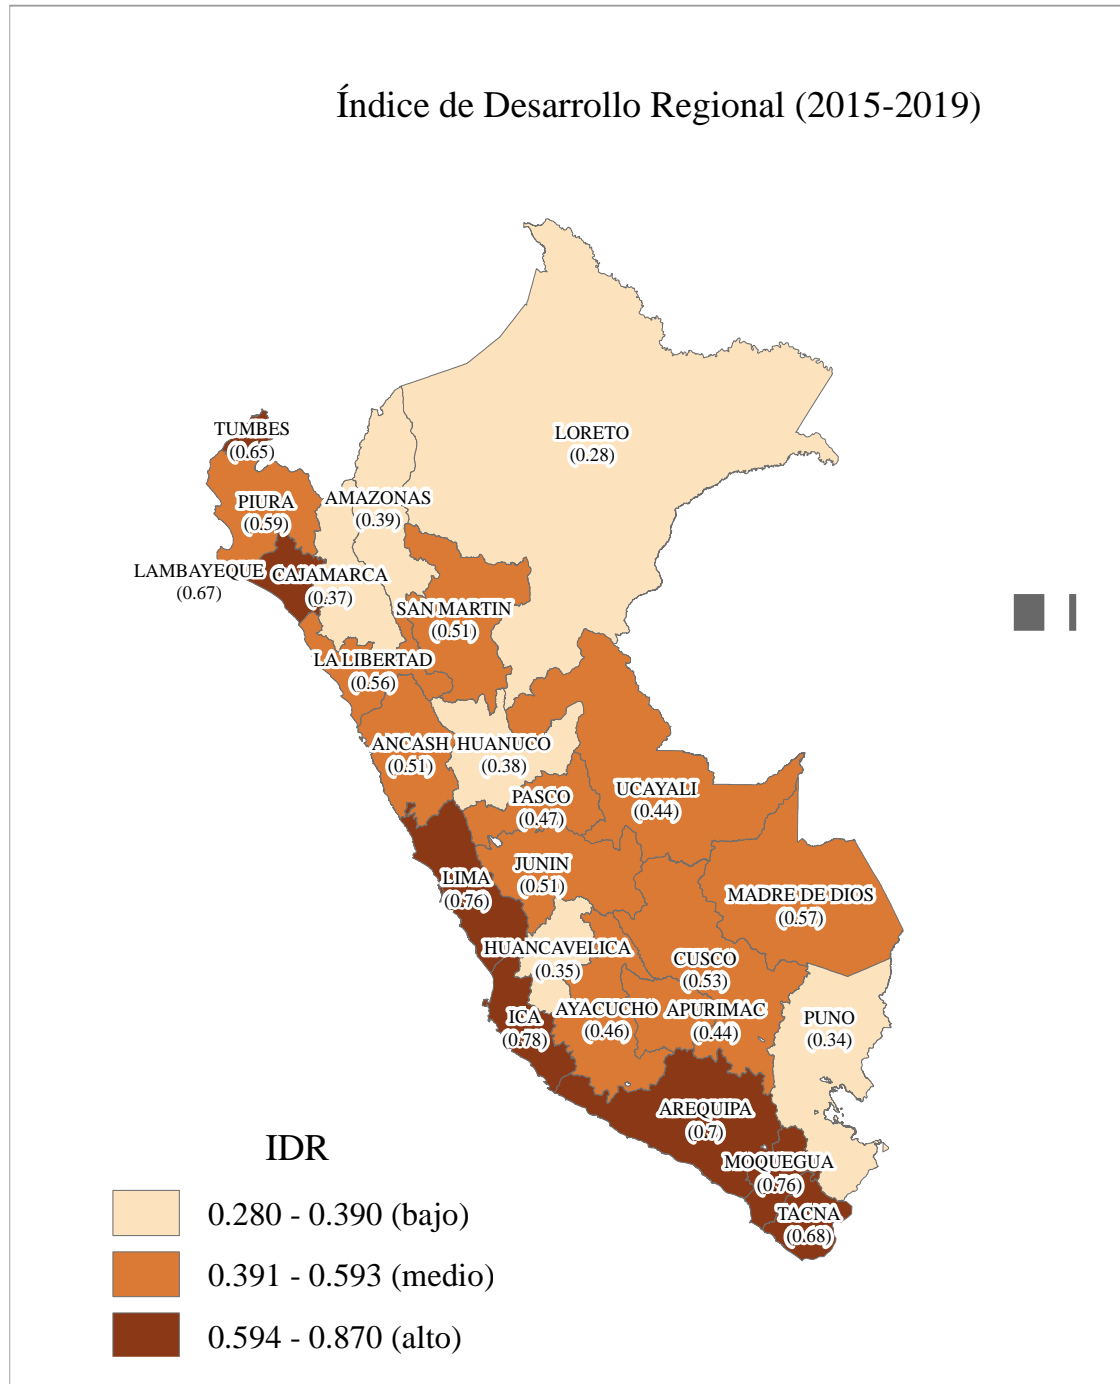 Índice de Desarrollo Regional (2015-2019)
TUMBES
(0.65)
LORETO
(0.28)
PIURA
(0.59)
AMAZONAS
(0.39)
LAMBAYEQUE
(0.67)
CAJAMARCA
(0.37)
SAN MARTIN
(0.51)
LA LIBERTAD
(0.56)
ANCASH
(0.51)
HUANUCO
(0.38)
PASCO
(0.47)
UCAYALI
(0.44)
JUNIN
(0.51)
LIMA
(0.76)
MADRE DE DIOS
(0.57)
HUANCAVELICA
(0.35)
CUSCO
(0.53)
ICA
(0.78)
AYACUCHO
(0.46)
APURIMAC
(0.44)
PUNO
(0.34)
AREQUIPA
(0.7)
MOQUEGUA
(0.76)
TACNA
(0.68)
IDR
0.280 - 0.390 (bajo)
0.391 - 0.593 (medio)
0.594 - 0.870 (alto)